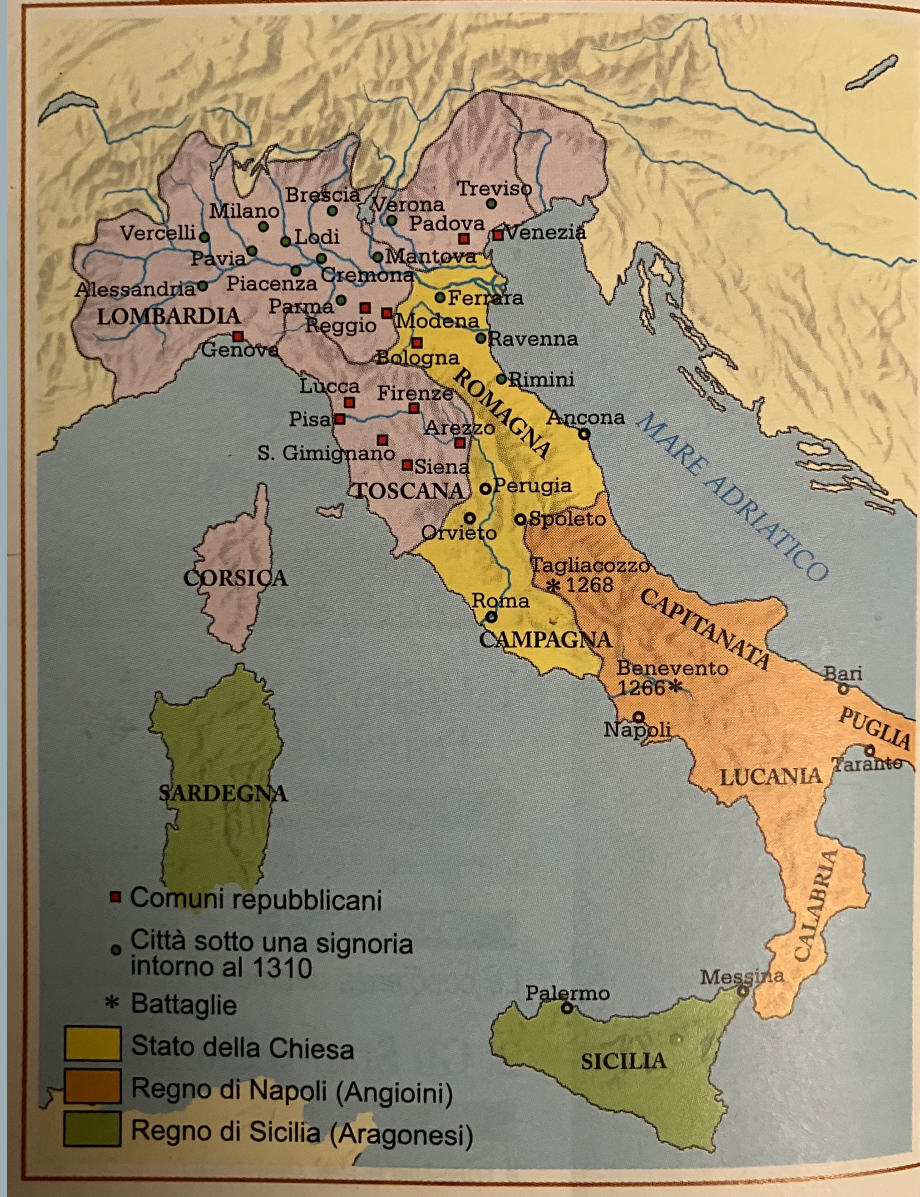 Brescia
Verona
Treviso
Milano
Padova
Vercelli
Lodi
Venezia
Pavia
Mantova
Cremona
Alessandria
Piacenza
Ferrara
Parma
LOMBARDIA
Reggio
Modena
Genova
Ravenna
Bologna
Rimini
ROMAGNA
Lucca
Firenze
Pisa
Ancona
Arezzo
MARE ADRIATICO
S. Gimignano
Siena
TOSCANA
Perugia
Spoleto
Orvieto
Tagliacozzo
1268
CORSICA
Roma
CAPITANATA
CAMPAGNA
Benevento
1266
Bari
Napoli
PUGLIA
Taranto
LUCANIA
SARDEGNA
CALABRIA
Messina
Palermo
SICILIA
Comuni repubblicani
Città sotto una signoria
intorno al 1310
* Battaglie
Stato della Chiesa
Regno di Napoli (Angioini)
Regno di Sicilia (Aragonesi)